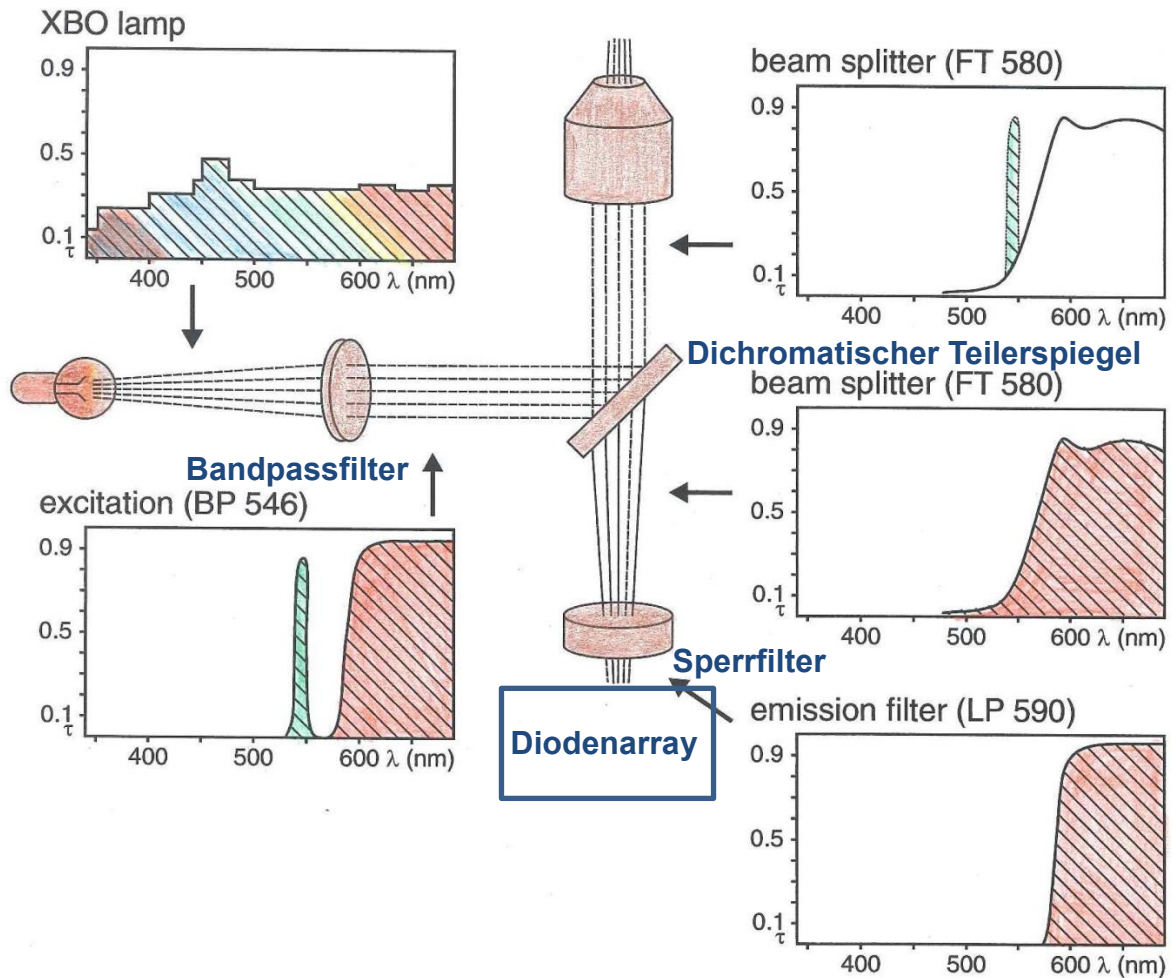 XBO lamp
0.9
0.5
0.1
τ
400 500 600 λ (nm)
beam splitter (FT 580)
0.9
0.5
0.1
τ
400 500 600 λ (nm)
Dichromatischer Teilerspiegel
beam splitter (FT 580)
0.9
0.5
0.1
τ
400 500 600 λ (nm)
Bandpassfilter
excitation (BP 546)
0.9
0.5
0.1
τ
400 500 600 λ (nm)
Sperrfilter
Diodenarray
emission filter (LP 590)
0.9
0.5
0.1
τ
400 500 600 λ (nm)